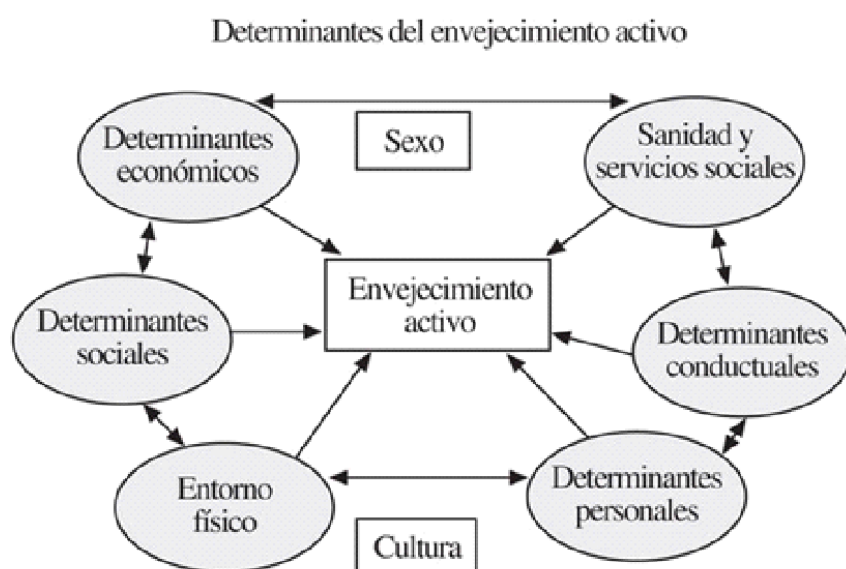 Determinantes del envejecimiento activo
Determinantes
económicos
Sexo
Sanidad y
servicios sociales
Envejecimiento
activo
Determinantes
sociales
Determinantes
conductuales
Entorno
físico
Determinantes
personales
Cultura